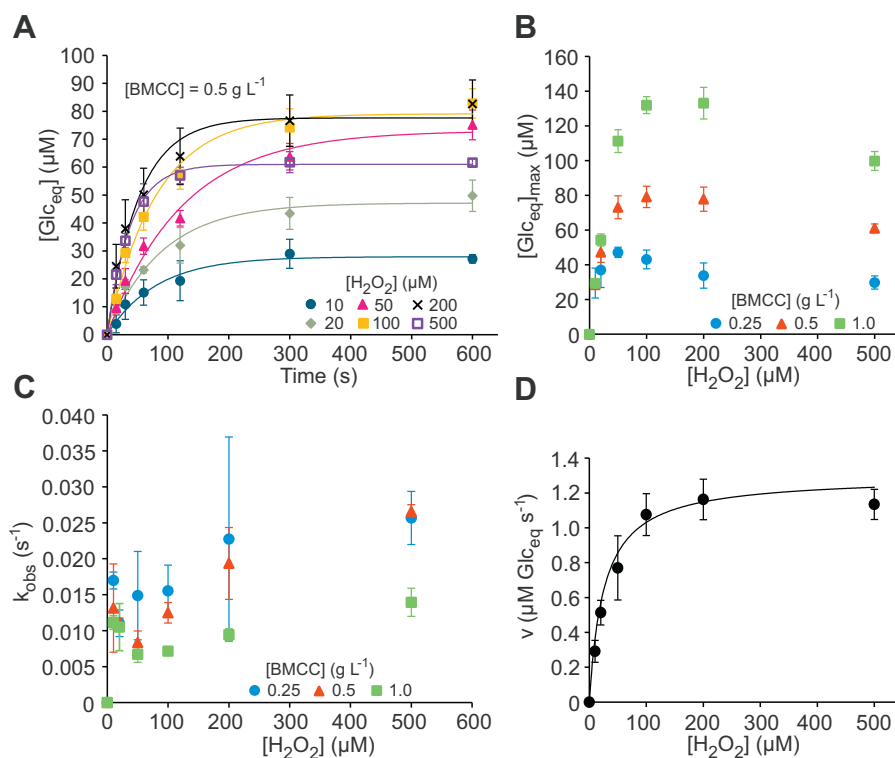 A
[Glc_eq] (µM)
100
90
80
70
60
50
40
30
20
10
0
[BMCC] = 0.5 g L⁻¹
[H₂O₂] (µM)
10 50 200
20 100 500
0 100 200 300 400 500 600
Time (s)
B
[Glc_eq]_max (µM)
160
140
120
100
80
60
40
20
0
[BMCC] (g L⁻¹)
0.25 0.5 1.0
0 100 200 300 400 500
[H₂O₂] (µM)
C
k_obs (s⁻¹)
0.040
0.035
0.030
0.025
0.020
0.015
0.010
0.005
0
[BMCC] (g L⁻¹)
0.25 0.5 1.0
0 100 200 300 400 500 600
[H₂O₂] (µM)
D
v (µM Glc_eq s⁻¹)
1.4
1.2
1.0
0.8
0.6
0.4
0.2
0
0 100 200 300 400 500
[H₂O₂] (µM)